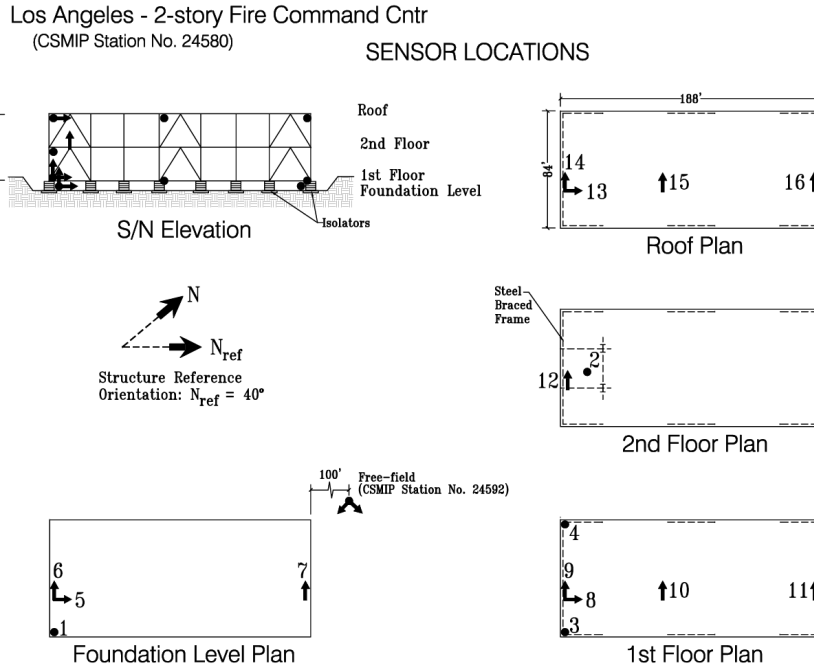 Los Angeles - 2-story Fire Command Cntr
(CSMIP Station No. 24580)
SENSOR LOCATIONS
Roof
2nd Floor
1st Floor
Foundation Level
Isolators
S/N Elevation
188'
84'
14
13
15
16
Roof Plan
N
Nref
Structure Reference
Orientation: Nref = 40°
Steel
Braced
Frame
2
12
2nd Floor Plan
100'
Free-field
(CSMIP Station No. 24592)
6
5
7
1
Foundation Level Plan
4
9
8
10
11
3
1st Floor Plan